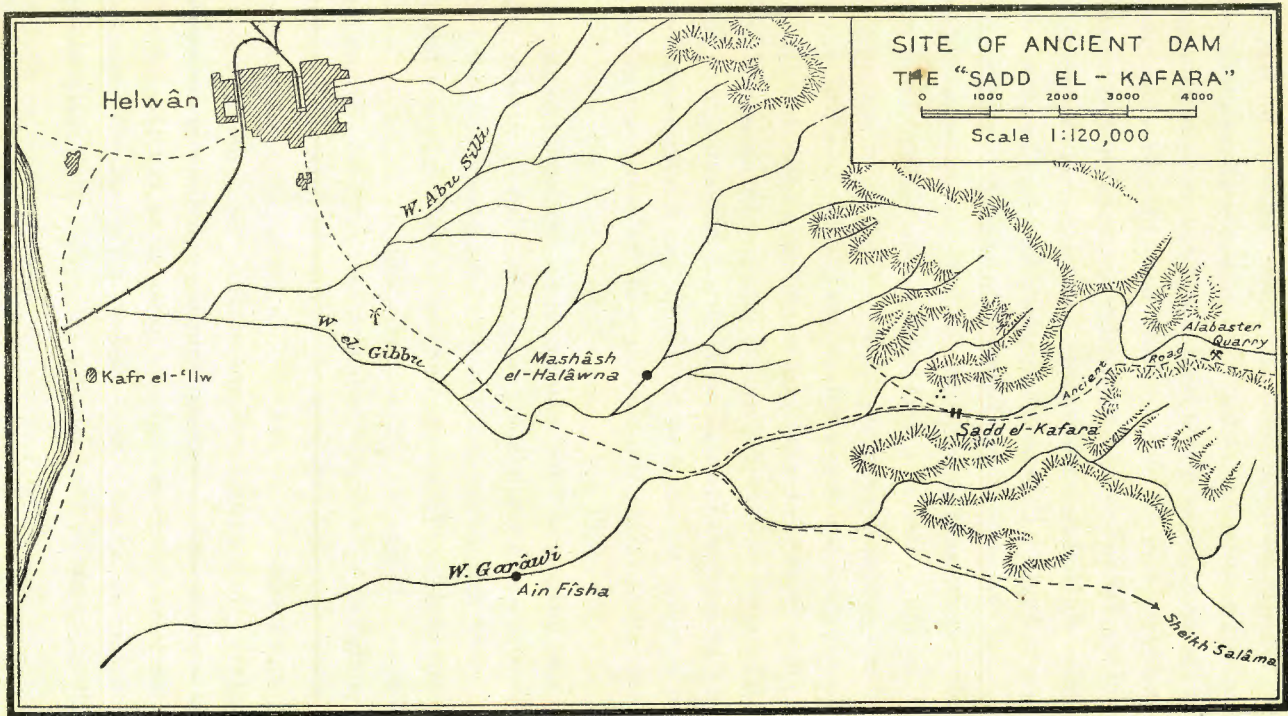 SITE OF ANCIENT DAM
THE "SADD EL-KAFARA"
0 1000 2000 3000 4000
Scale 1:120,000
Ḥelwân
W. Abu Silli
W. el-Gibbu
Mashâsh
el-Halâwna
Kafr el-'Ilw
Alabaster
Quarry
Ancient Road
Sadd el-Kafara
W. Garâwi
Ain Fîsha
Sheikh Salâma